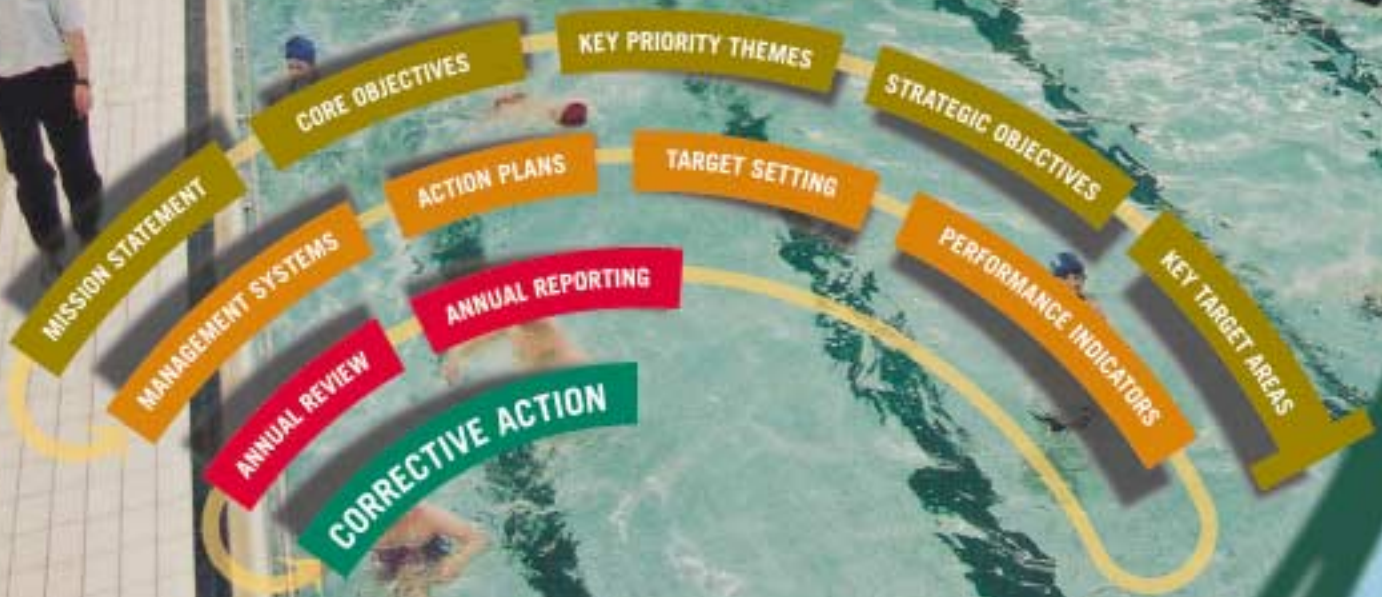 MISSION STATEMENT
CORE OBJECTIVES
KEY PRIORITY THEMES
STRATEGIC OBJECTIVES
KEY TARGET AREAS
MANAGEMENT SYSTEMS
ACTION PLANS
TARGET SETTING
PERFORMANCE INDICATORS
ANNUAL REVIEW
ANNUAL REPORTING
CORRECTIVE ACTION